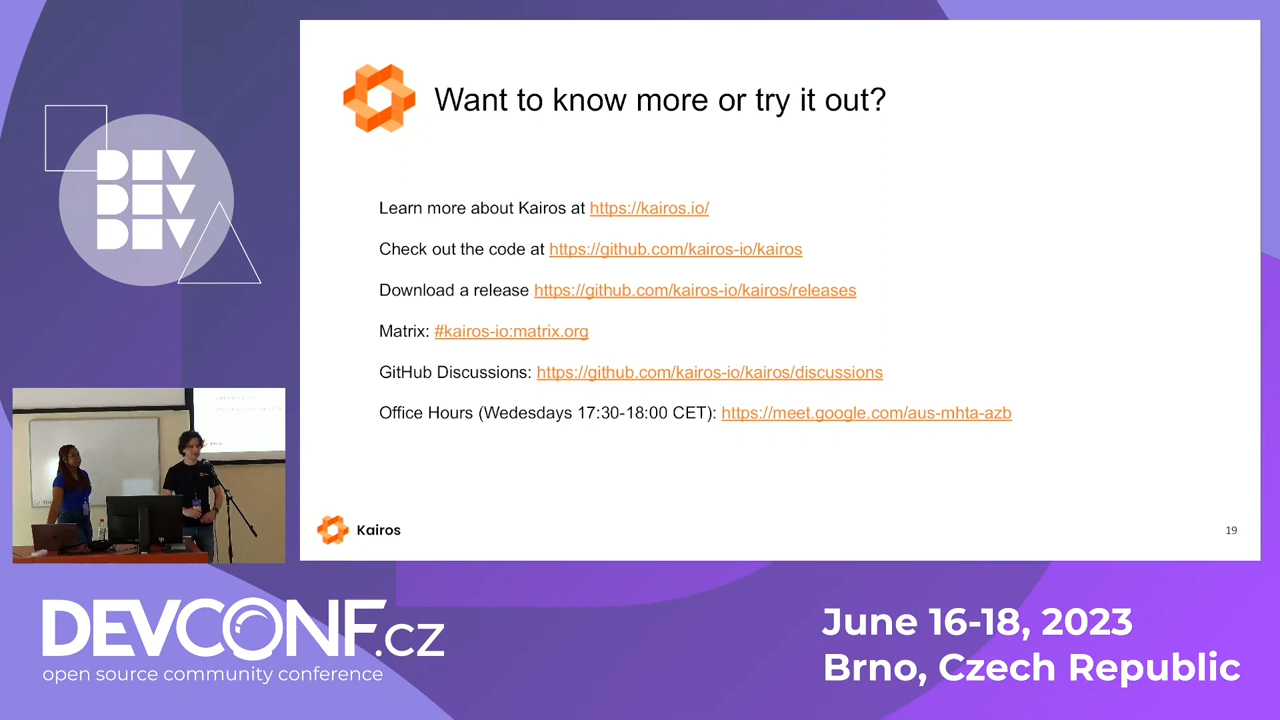 Want to know more or try it out?
Learn more about Kairos at https://kairos.io/
Check out the code at https://github.com/kairos-io/kairos
Download a release https://github.com/kairos-io/kairos/releases
Matrix: #kairos-io:matrix.org
GitHub Discussions: https://github.com/kairos-io/kairos/discussions
Office Hours (Wedesdays 17:30-18:00 CET): https://meet.google.com/aus-mhta-azb
Kairos
19
DEV
DEV
DEV
DEVCONF.cz
open source community conference
June 16-18, 2023
Brno, Czech Republic